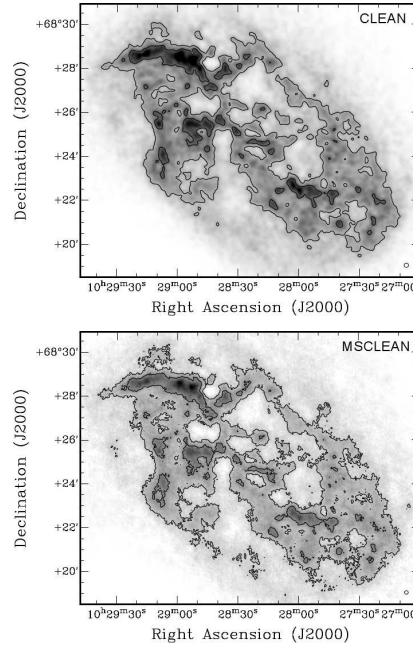 CLEAN
+68°30'
28'
26'
24'
22'
20'
Declination (J2000)
10ʰ29ᵐ30ˢ 29ᵐ00ˢ 28ᵐ30ˢ 28ᵐ00ˢ 27ᵐ30ˢ 27ᵐ00ˢ
Right Ascension (J2000)
MSCLEAN
+68°30'
28'
26'
24'
22'
20'
Declination (J2000)
10ʰ29ᵐ30ˢ 29ᵐ00ˢ 28ᵐ30ˢ 28ᵐ00ˢ 27ᵐ30ˢ 27ᵐ00ˢ
Right Ascension (J2000)